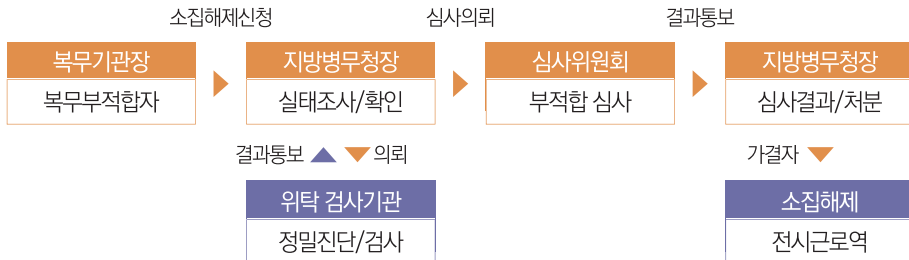 소집해제신청
심사의뢰
결과통보
복무기관장
지방병무청장
심사위원회
지방병무청장
복무부적합자
실태조사/확인
부적합 심사
심사결과/처분
결과통보
의뢰
가결자
위탁 검사기관
소집해제
정밀진단/검사
전시근로역